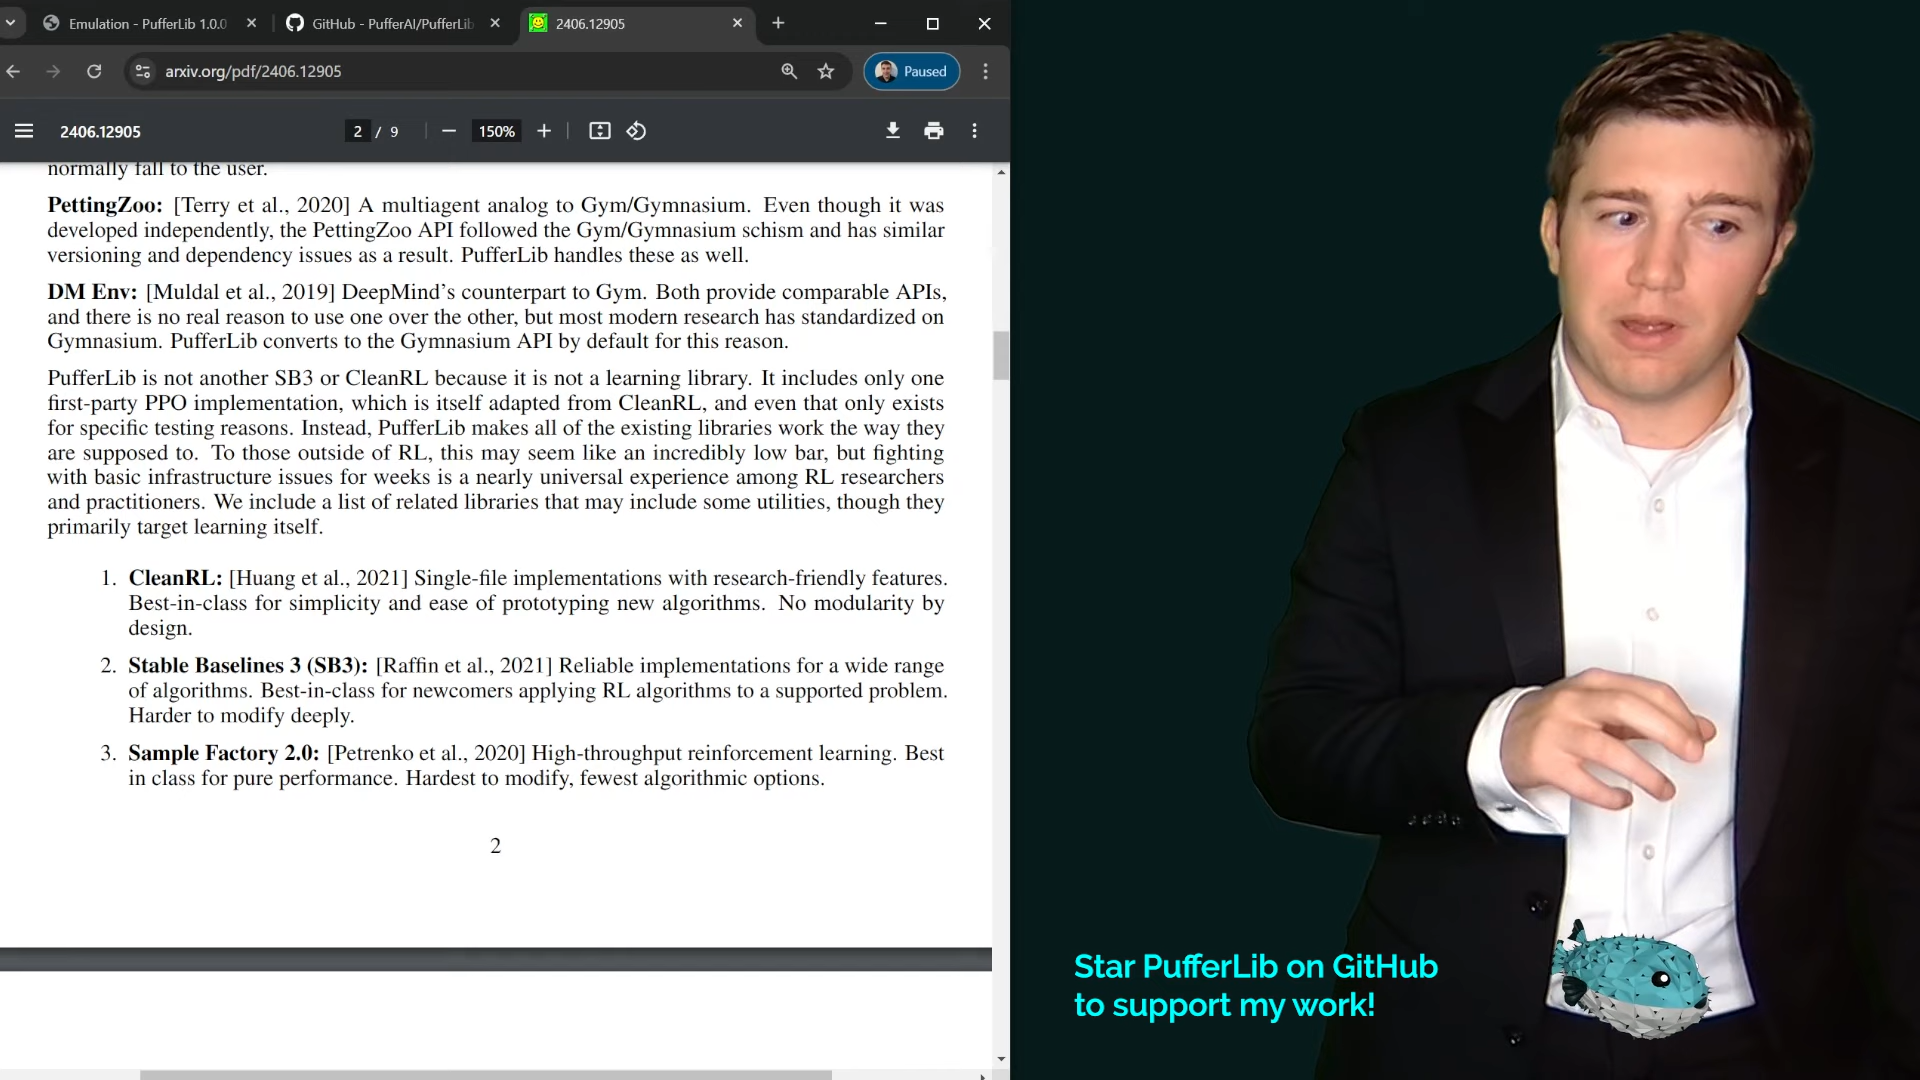 Emulation - PufferLib 1.0.0
GitHub - PufferAI/PufferLib
2406.12905
arxiv.org/pdf/2406.12905
Paused
2406.12905
2 / 9
150%
normally fall to the user.
PettingZoo: [Terry et al., 2020] A multiagent analog to Gym/Gymnasium. Even though it was
developed independently, the PettingZoo API followed the Gym/Gymnasium schism and has similar
versioning and dependency issues as a result. PufferLib handles these as well.
DM Env: [Muldal et al., 2019] DeepMind's counterpart to Gym. Both provide comparable APIs,
and there is no real reason to use one over the other, but most modern research has standardized on
Gymnasium. PufferLib converts to the Gymnasium API by default for this reason.
PufferLib is not another SB3 or CleanRL because it is not a learning library. It includes only one
first-party PPO implementation, which is itself adapted from CleanRL, and even that only exists
for specific testing reasons. Instead, PufferLib makes all of the existing libraries work the way they
are supposed to. To those outside of RL, this may seem like an incredibly low bar, but fighting
with basic infrastructure issues for weeks is a nearly universal experience among RL researchers
and practitioners. We include a list of related libraries that may include some utilities, though they
primarily target learning itself.
1. CleanRL: [Huang et al., 2021] Single-file implementations with research-friendly features.
Best-in-class for simplicity and ease of prototyping new algorithms. No modularity by
design.
2. Stable Baselines 3 (SB3): [Raffin et al., 2021] Reliable implementations for a wide range
of algorithms. Best-in-class for newcomers applying RL algorithms to a supported problem.
Harder to modify deeply.
3. Sample Factory 2.0: [Petrenko et al., 2020] High-throughput reinforcement learning. Best
in class for pure performance. Hardest to modify, fewest algorithmic options.
2
Star PufferLib on GitHub
to support my work!